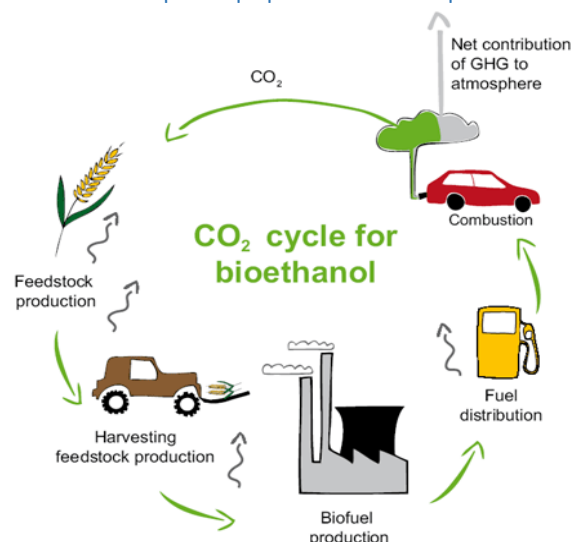 Net contribution
of GHG to
atmosphere
CO₂
Combustion
CO₂ cycle for
bioethanol
Feedstock
production
Fuel
distribution
Harvesting
feedstock production
Biofuel
production